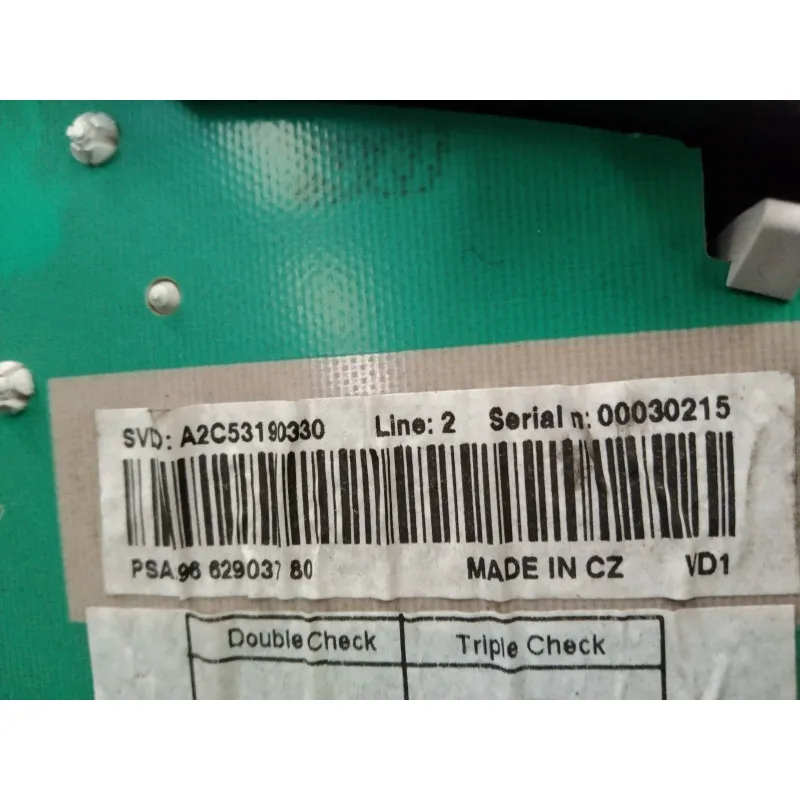 SVD: A2C53190330 Line: 2 Serial n: 00030215
PSA 96 629037 80 MADE IN CZ VD1
Double Check Triple Check